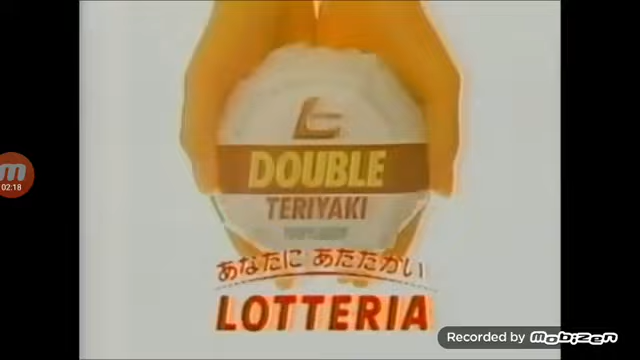 DOUBLE
TERIYAKI
あなたに あたたかい
LOTTERIA
02:18
Recorded by mobizen